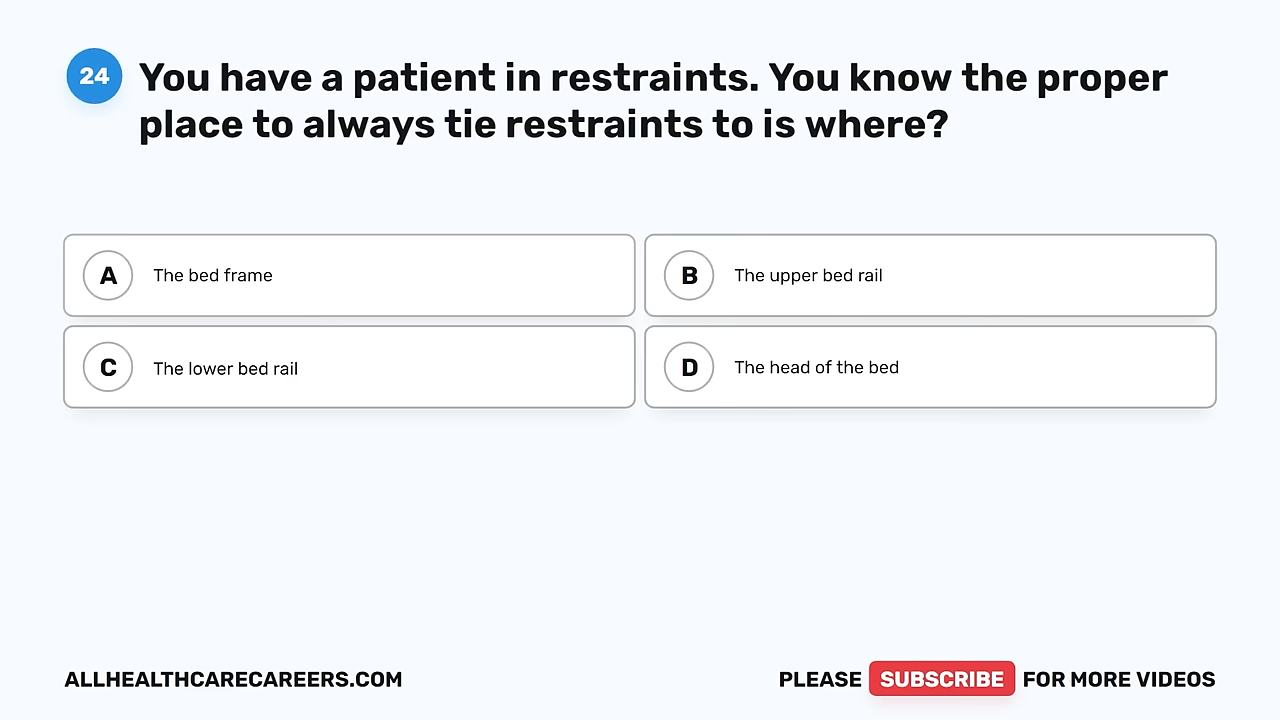 24
You have a patient in restraints. You know the proper
place to always tie restraints to is where?
A The bed frame
B The upper bed rail
C The lower bed rail
D The head of the bed
ALLHEALTHCARECAREERS.COM
PLEASE SUBSCRIBE FOR MORE VIDEOS